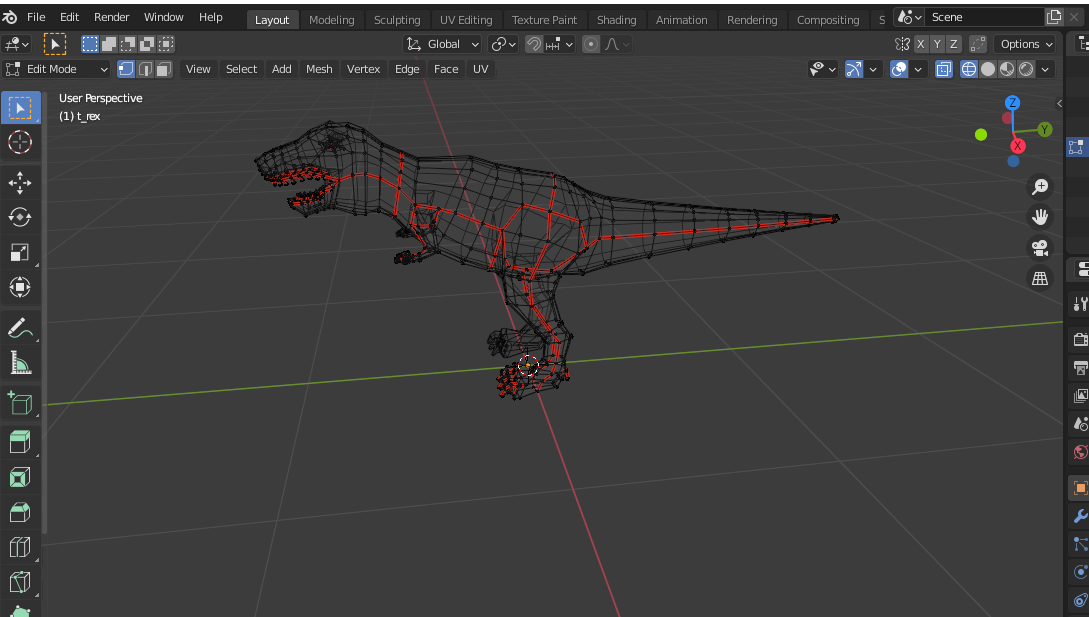 File Edit Render Window Help Layout Modeling Sculpting UV Editing Texture Paint Shading Animation Rendering Compositing S Scene
Global X Y Z Options
Edit Mode View Select Add Mesh Vertex Edge Face UV
User Perspective
(1) t_rex
Z
Y
X